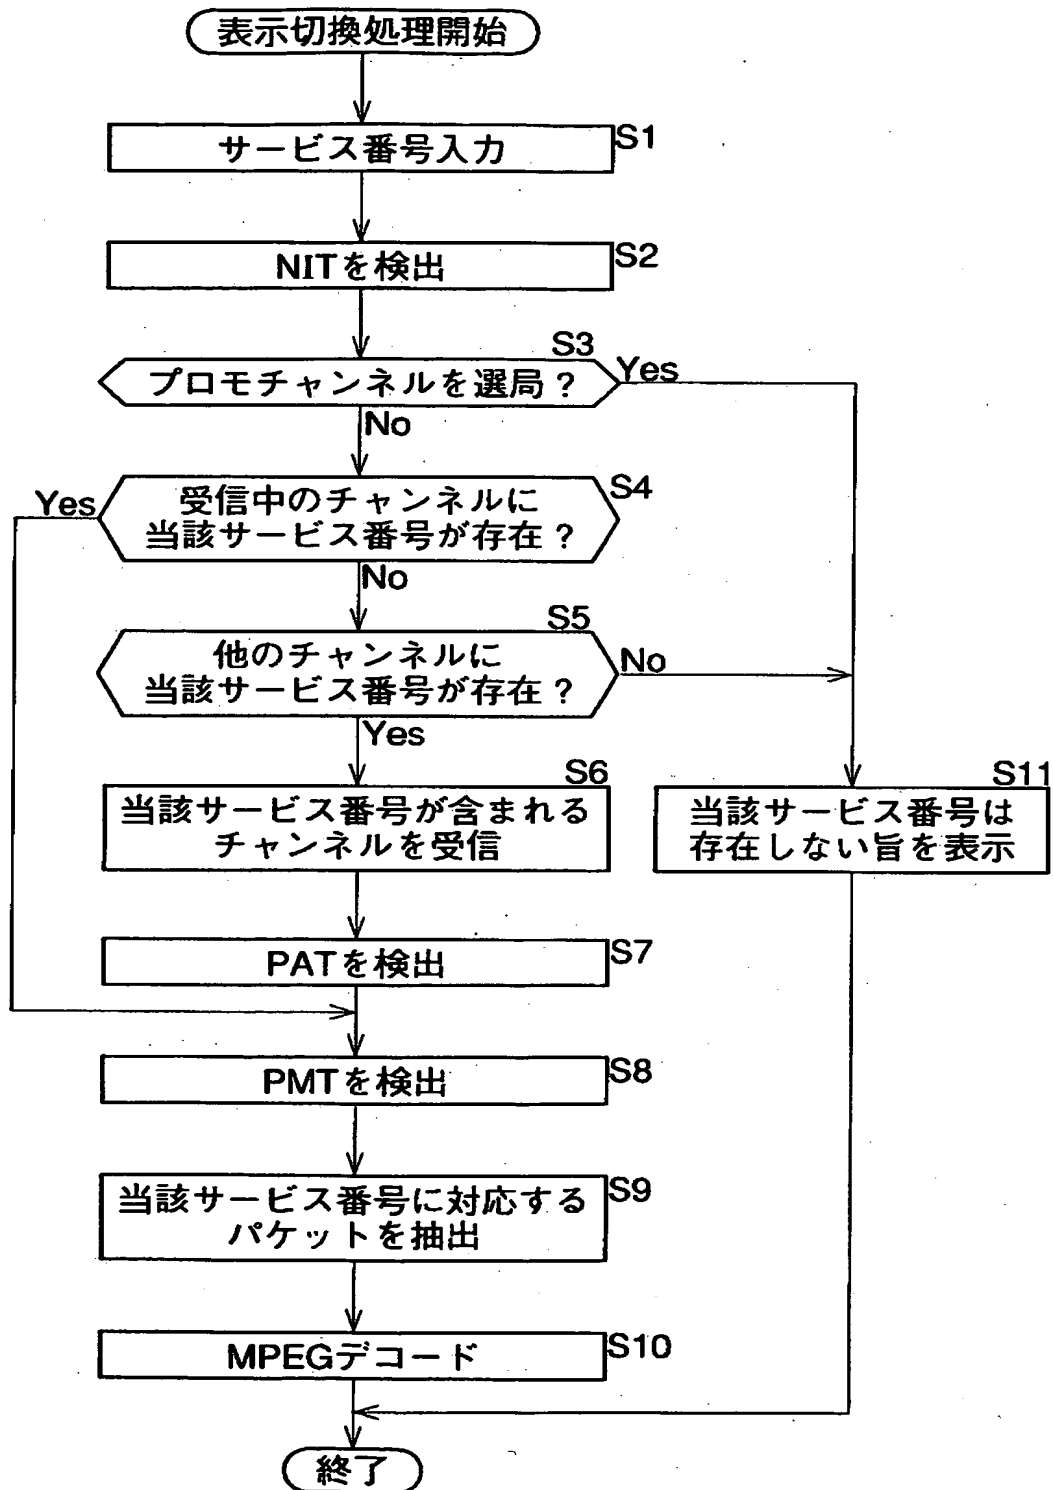 表示切換処理開始
サービス番号入力
S1
NITを検出
S2
S3
プロモチャンネルを選局？
Yes
No
受信中のチャンネルに
当該サービス番号が存在？
S4
Yes
No
S5
他のチャンネルに
当該サービス番号が存在？
No
Yes
S6
当該サービス番号が含まれる
チャンネルを受信
S11
当該サービス番号は
存在しない旨を表示
PATを検出
S7
PMTを検出
S8
当該サービス番号に対応する
パケットを抽出
S9
MPEGデコード
S10
終了